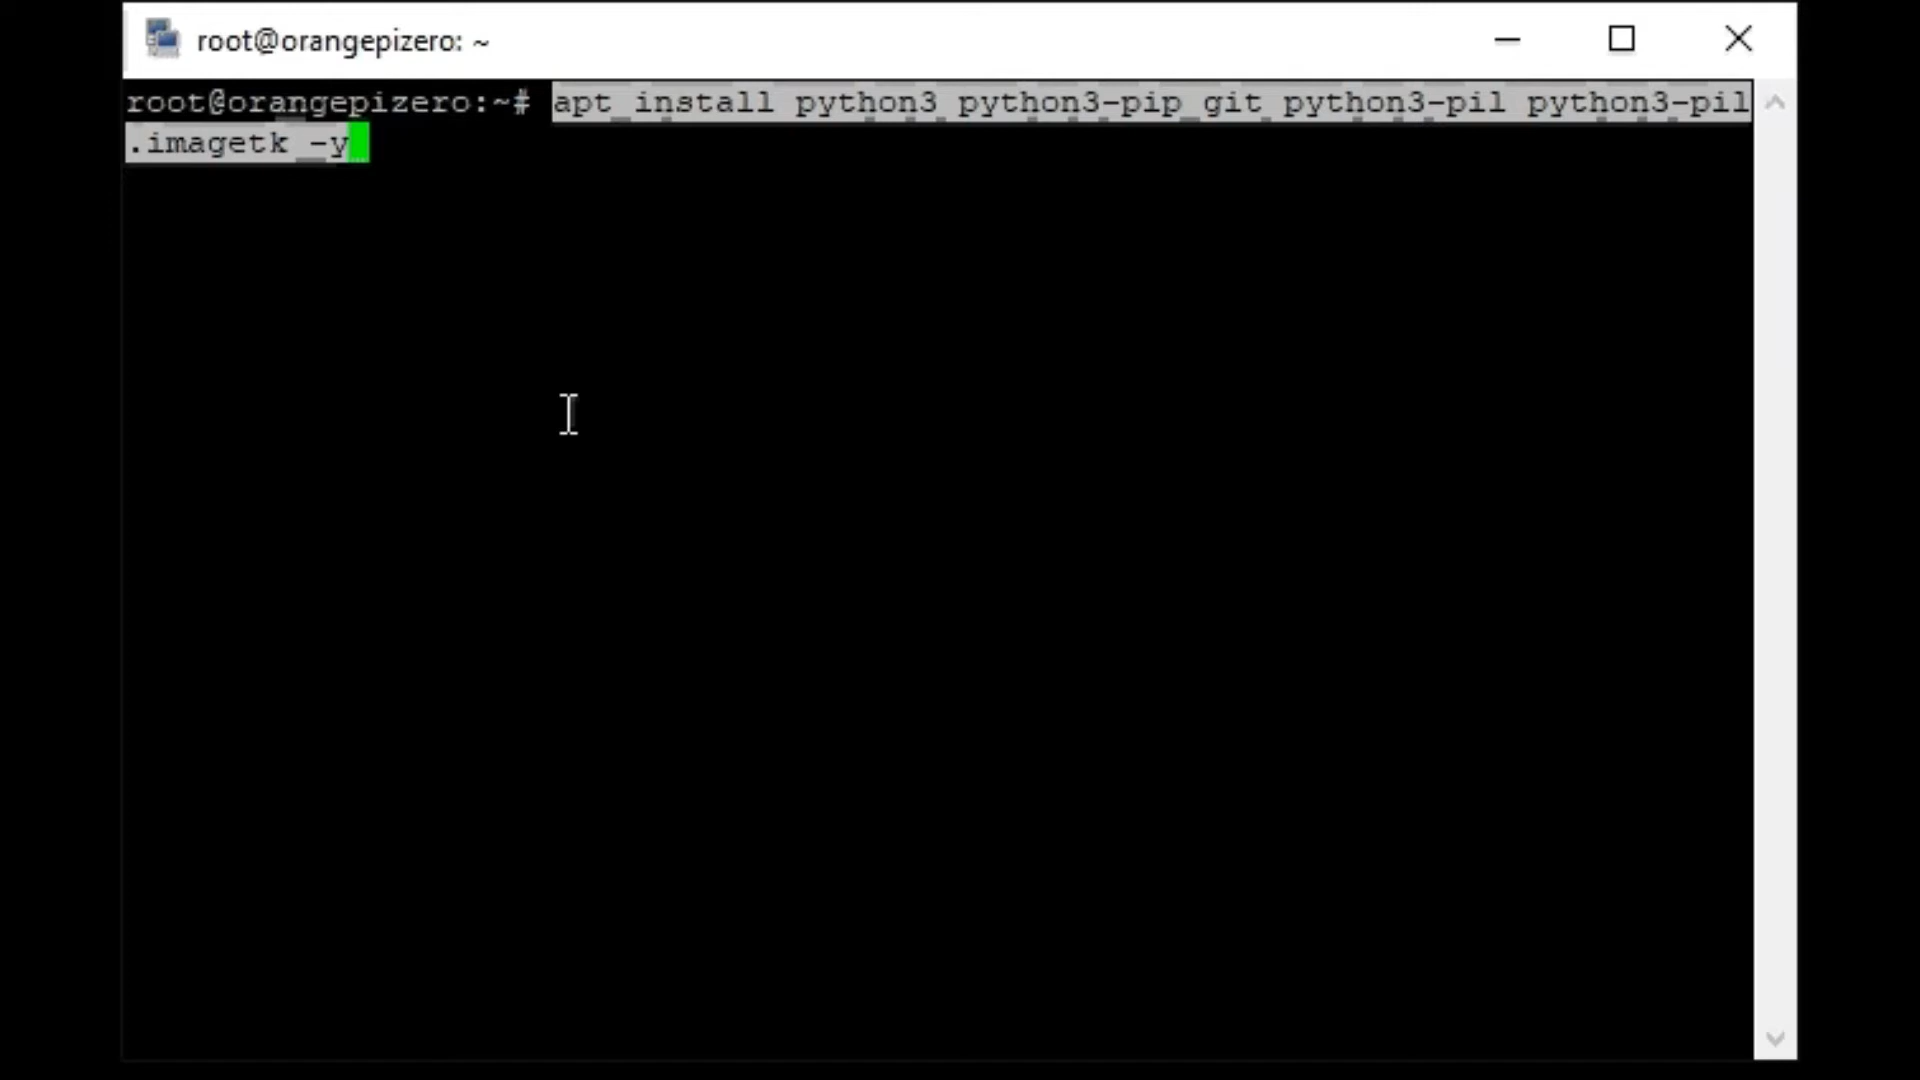 root@orangepizero: ~
root@orangepizero:~# apt install python3 python3-pip git python3-pil python3-pil
.imagetk -y